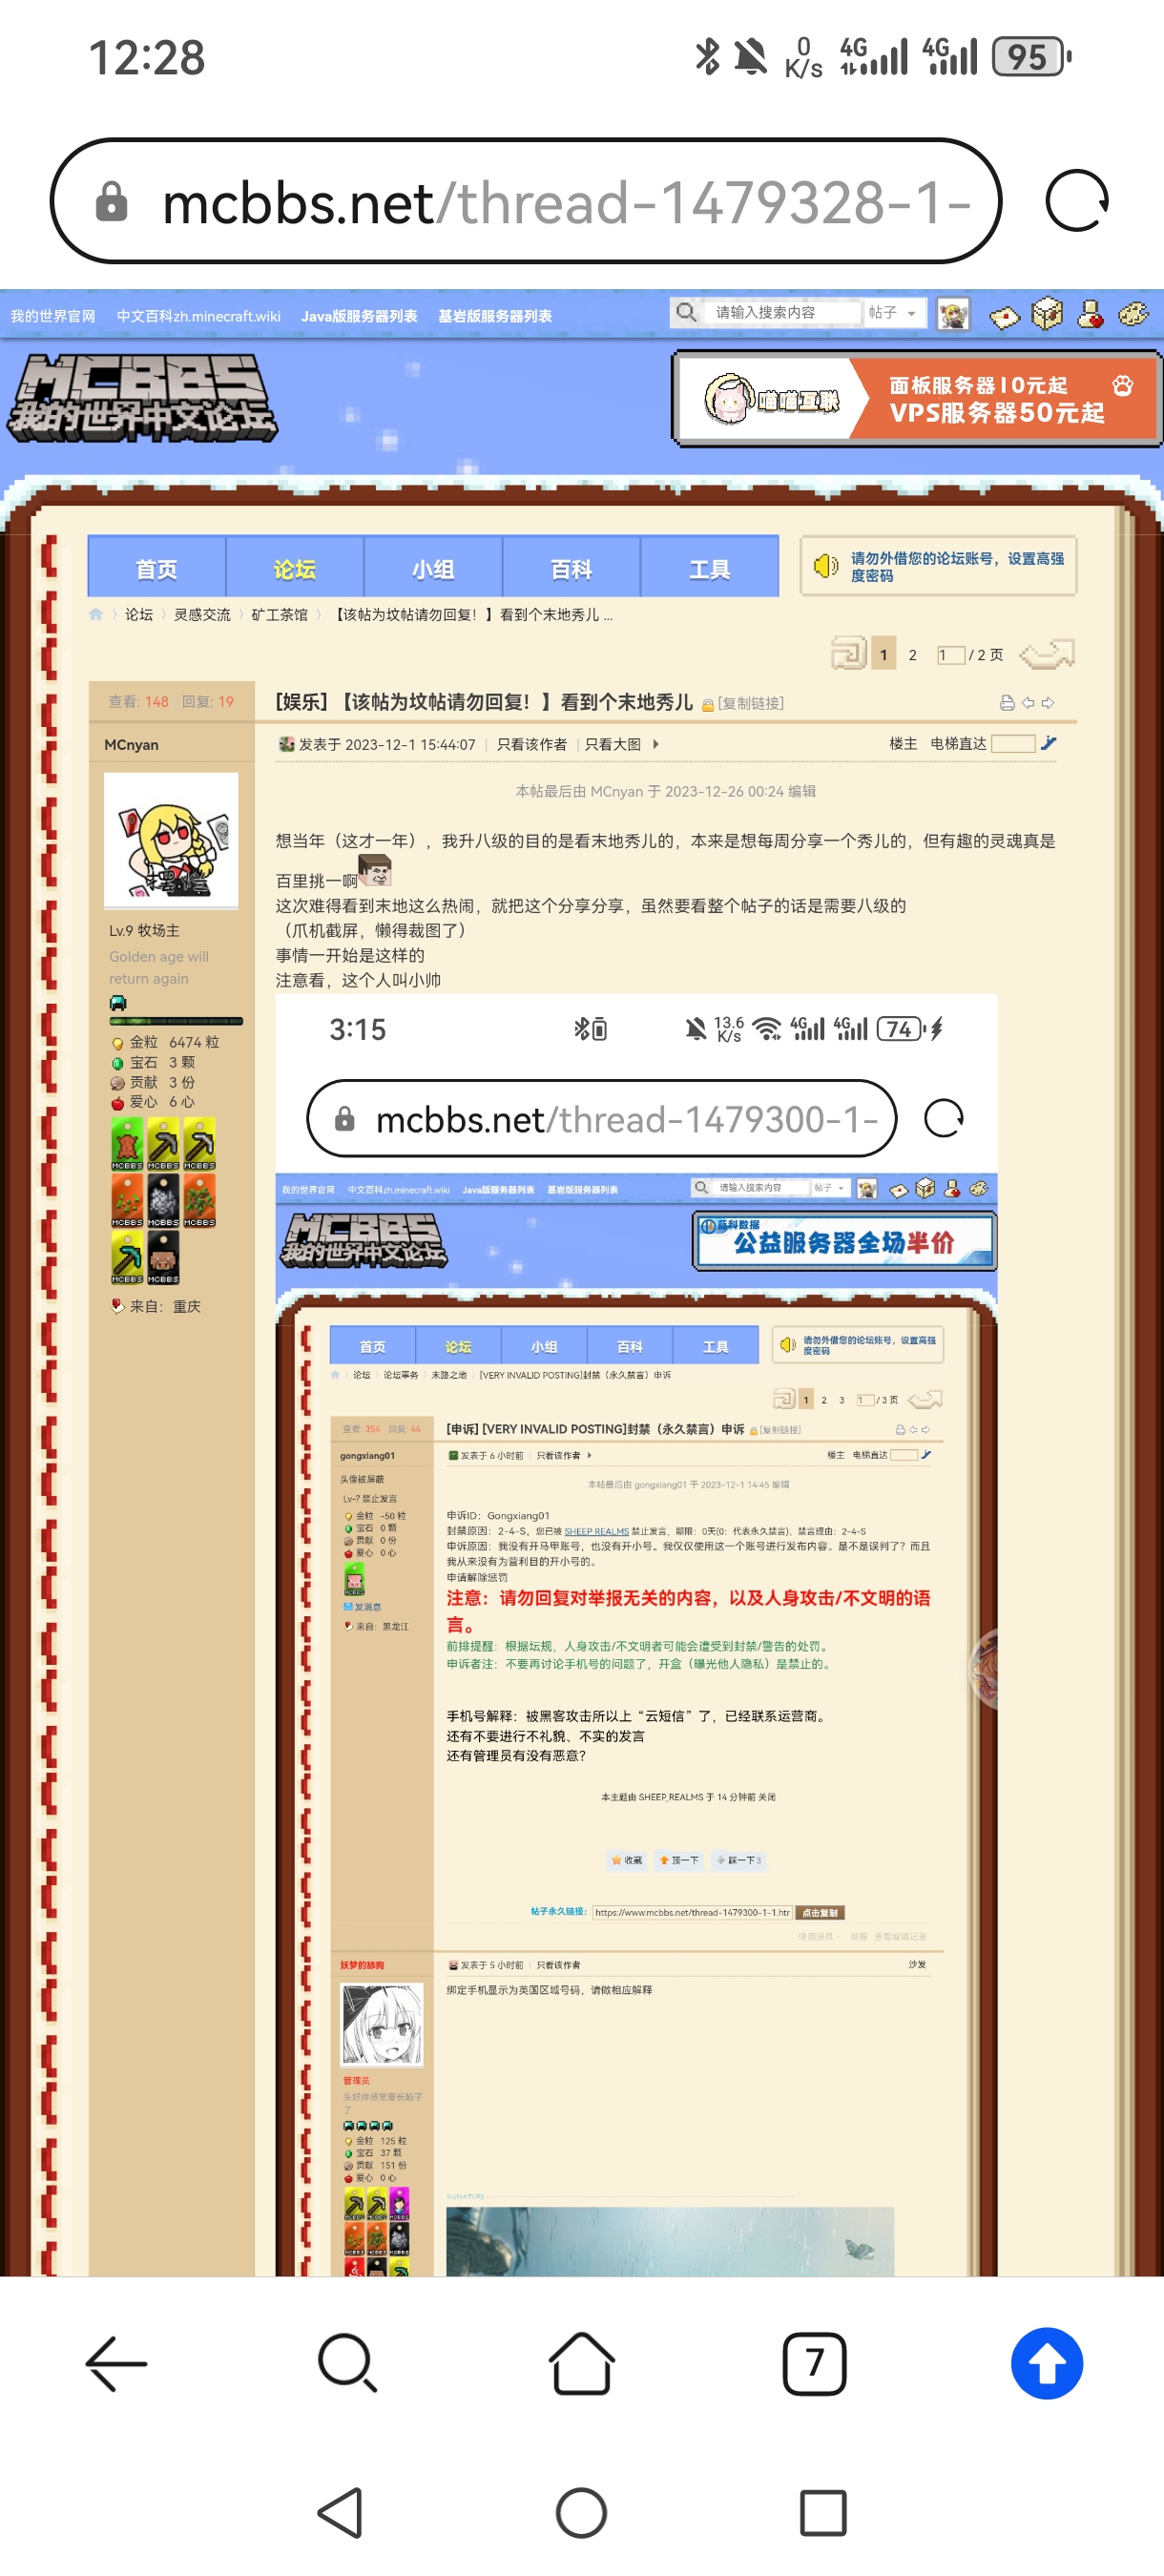 12:28
0
K/s
4G
4G
95
mcbbs.net/thread-1479328-1-
我的世界官网 中文百科zh.minecraft.wiki Java版服务器列表 基岩版服务器列表
请输入搜索内容 帖子
MCBBS
我的世界中文论坛
喵喵互联
面板服务器10元起
VPS服务器50元起
首页 论坛 小组 百科 工具
请勿外借您的论坛账号，设置高强
度密码
论坛 灵感交流 矿工茶馆 【该帖为坟帖请勿回复！】看到个末地秀儿 ...
1 2 1 / 2 页
查看: 148 回复: 19
[娱乐] 【该帖为坟帖请勿回复！】看到个末地秀儿 [复制链接]
MCnyan
发表于 2023-12-1 15:44:07 | 只看该作者 | 只看大图
楼主 电梯直达
本帖最后由 MCnyan 于 2023-12-26 00:24 编辑
想当年（这才一年），我升八级的目的是看末地秀儿的，本来是想每周分享一个秀儿的，但有趣的灵魂真是
百里挑一啊
这次难得看到末地这么热闹，就把这个分享分享，虽然要看整个帖子的话是需要八级的
（爪机截屏，懒得裁图了）
事情一开始是这样的
注意看，这个人叫小帅
Lv.9 牧场主
Golden age will
return again
金粒 6474 粒
宝石 3 颗
贡献 3 份
爱心 6 心
MCBBS MCBBS MCBBS
MCBBS MCBBS MCBBS
MCBBS MCBBS
来自：重庆
3:15
13.6
K/s
4G
4G
74
mcbbs.net/thread-1479300-1-
我的世界官网 中文百科zh.minecraft.wiki Java版服务器列表 基岩版服务器列表
请输入搜索内容 帖子
MCBBS
我的世界中文论坛
公益服务器全场半价
首页 论坛 小组 百科 工具
请勿外借您的论坛账号，设置高强
度密码
论坛 论坛事务 末路之地 [VERY INVALID POSTING]封禁（永久禁言）申诉
1 2 3 1 / 3 页
查看: 354 回复: 44
[申诉] [VERY INVALID POSTING]封禁（永久禁言）申诉 [复制链接]
gongxiang01
发表于 6 小时前 | 只看该作者
楼主 电梯直达
头像被屏蔽
Lv-? 禁止发言
金粒 -50 粒
宝石 0 颗
贡献 0 份
爱心 0 心
MCBBS
发消息
来自：黑龙江
本帖最后由 gongxiang01 于 2023-12-1 14:45 编辑
申诉ID：Gongxiang01
封禁原因：2-4-S，您已被 SHEEP REALMS 禁止发言，期限：0天(0：代表永久禁言)，禁言理由：2-4-S
申诉原因：我没有开马甲账号，也没有开小号。我仅仅使用这一个账号进行发布内容。是不是误判了？而且
我从来没有为营利目的开小号的。
申请解除惩罚
注意：请勿回复对举报无关的内容，以及人身攻击/不文明的语
言。
前排提醒：根据坛规，人身攻击/不文明者可能会遭受到封禁/警告的处罚。
申诉者注：不要再讨论手机号的问题了，开盒（曝光他人隐私）是禁止的。
手机号解释：被黑客攻击所以上“云短信”了，已经联系运营商。
还有不要进行不礼貌、不实的发言
还有管理员有没有恶意？
本主题由 SHEEP_REALMS 于 14 分钟前 关闭
收藏 顶一下 踩一下3
帖子永久链接： https://www.mcbbs.net/thread-1479300-1-1.htr 点击复制
使用道具 举报 查看编辑记录
妖梦的舔狗
发表于 5 小时前 | 只看该作者
沙发
绑定手机显示为英国区域号码，请做相应解释
管理员
头好痒感觉要长脑子
了
金粒 125 粒
宝石 37 颗
贡献 151 份
爱心 0 心
MCBBS MCBBS MCBBS
MCBBS MCBBS MCBBS
SIGNATURE
7